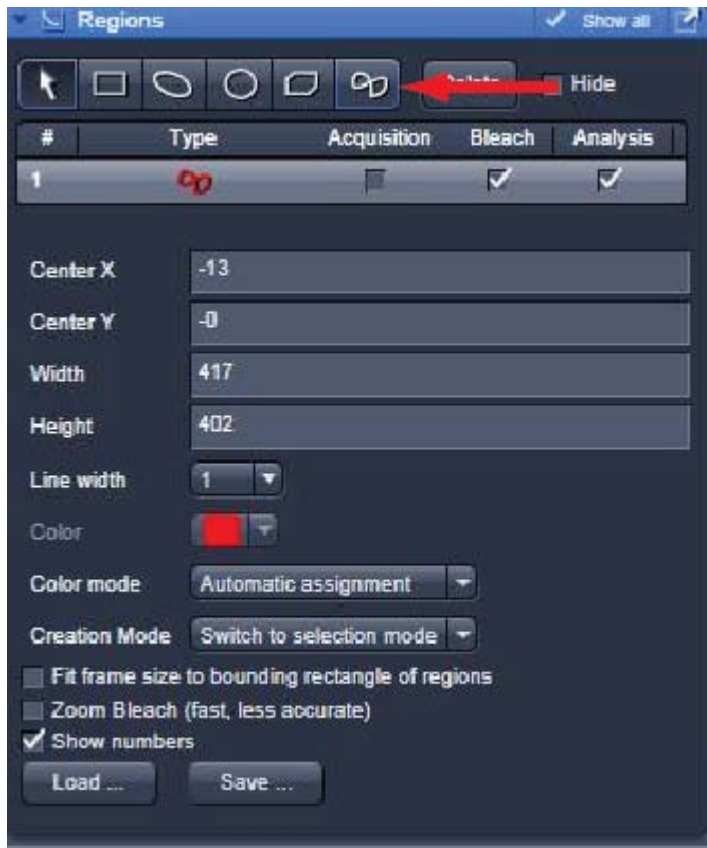 Regions Show all
Hide
# Type Acquisition Bleach Analysis
1
Center X -13
Center Y -0
Width 417
Height 402
Line width 1
Color
Color mode Automatic assignment
Creation Mode Switch to selection mode
Fit frame size to bounding rectangle of regions
Zoom Bleach (fast, less accurate)
Show numbers
Load ... Save ...